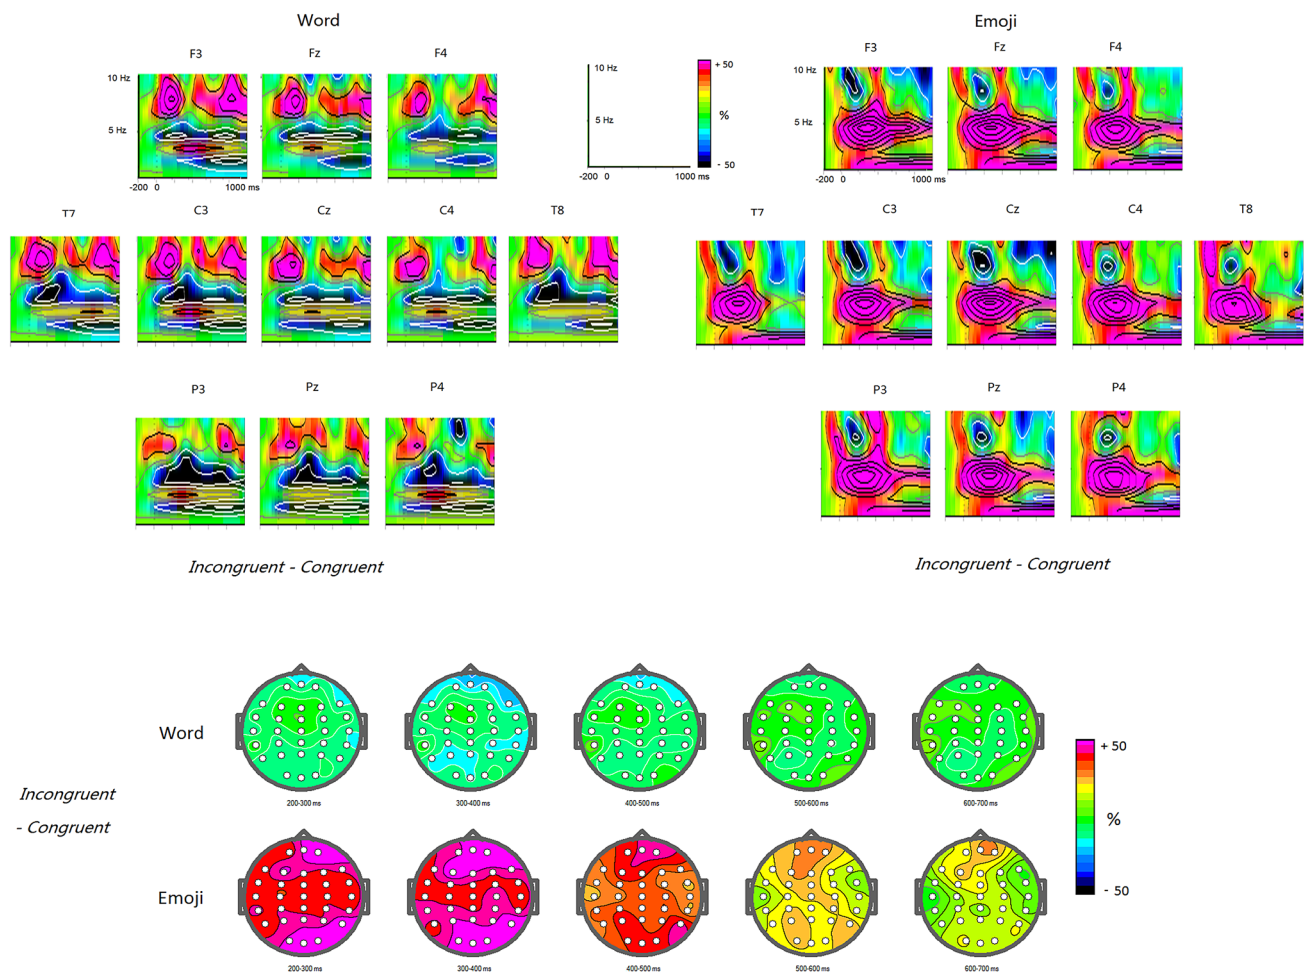 Word
Emoji
F3
Fz
F4
F3
Fz
F4
10 Hz
5 Hz
-200 0 1000 ms
10 Hz
5 Hz
-200 0 1000 ms
+ 50
%
- 50
10 Hz
5 Hz
-200 0 1000 ms
T7
C3
Cz
C4
T8
T7
C3
Cz
C4
T8
P3
Pz
P4
P3
Pz
P4
Incongruent - Congruent
Incongruent - Congruent
Word
200-300 ms
300-400 ms
400-500 ms
500-600 ms
600-700 ms
Incongruent
- Congruent
+ 50
%
- 50
Emoji
200-300 ms
300-400 ms
400-500 ms
500-600 ms
600-700 ms